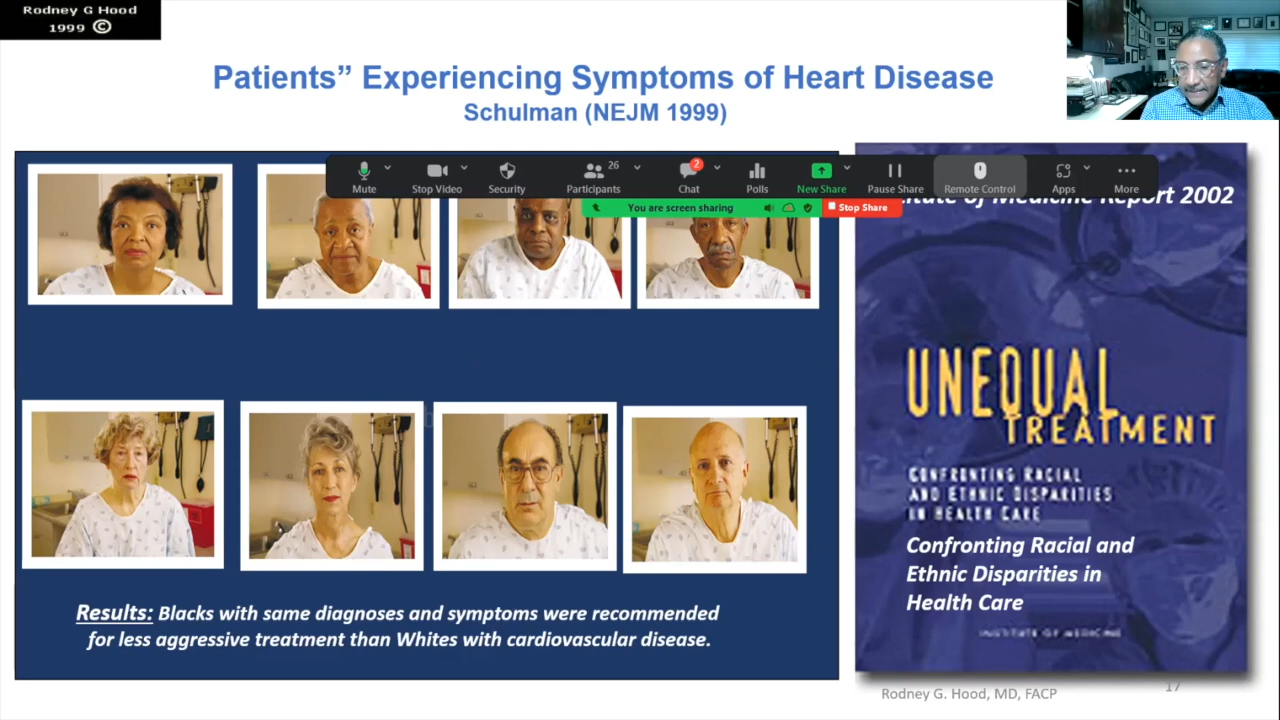 Rodney G Hood
1999 ©
Patients” Experiencing Symptoms of Heart Disease
Schulman (NEJM 1999)
26
2
Mute
Stop Video
Security
Participants
Chat
Polls
New Share
Pause Share
Remote Control
Apps
More
You are screen sharing
Stop Share
of Medicine Report 2002
UNEQUAL
TREATMENT
CONFRONTING RACIAL
AND ETHNIC DISPARITIES
IN HEALTH CARE
Confronting Racial and
Ethnic Disparities in
Health Care
INSTITUTE OF MEDICINE
Results: Blacks with same diagnoses and symptoms were recommended
for less aggressive treatment than Whites with cardiovascular disease.
Rodney G. Hood, MD, FACP
17